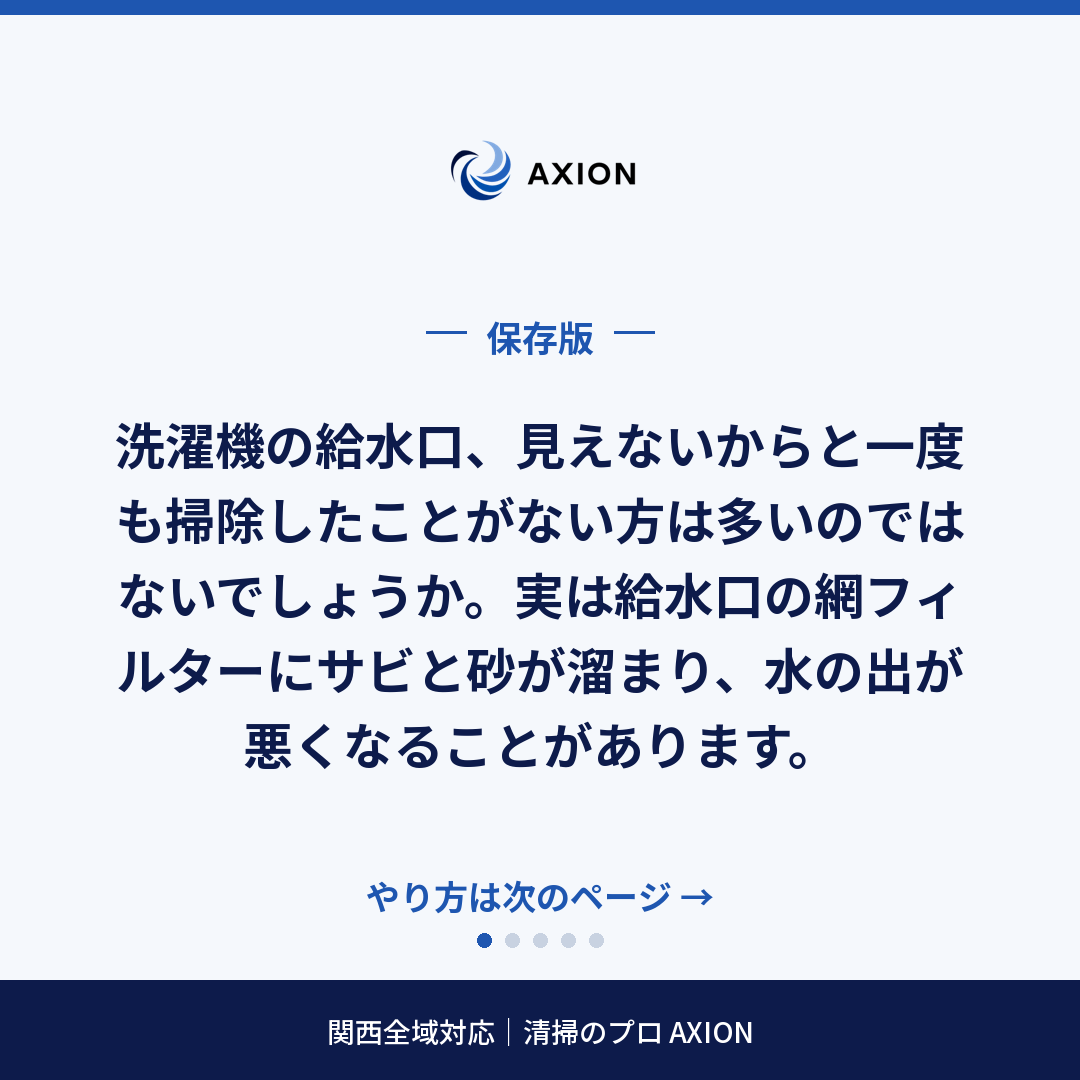 AXION
保存版
洗濯機の給水口、見えないからと一度
も掃除したことがない方は多いのでは
ないでしょうか。実は給水口の網フィ
ルターにサビと砂が溜まり、水の出が
悪くなることがあります。
やり方は次のページ →
関西全域対応｜清掃のプロ AXION